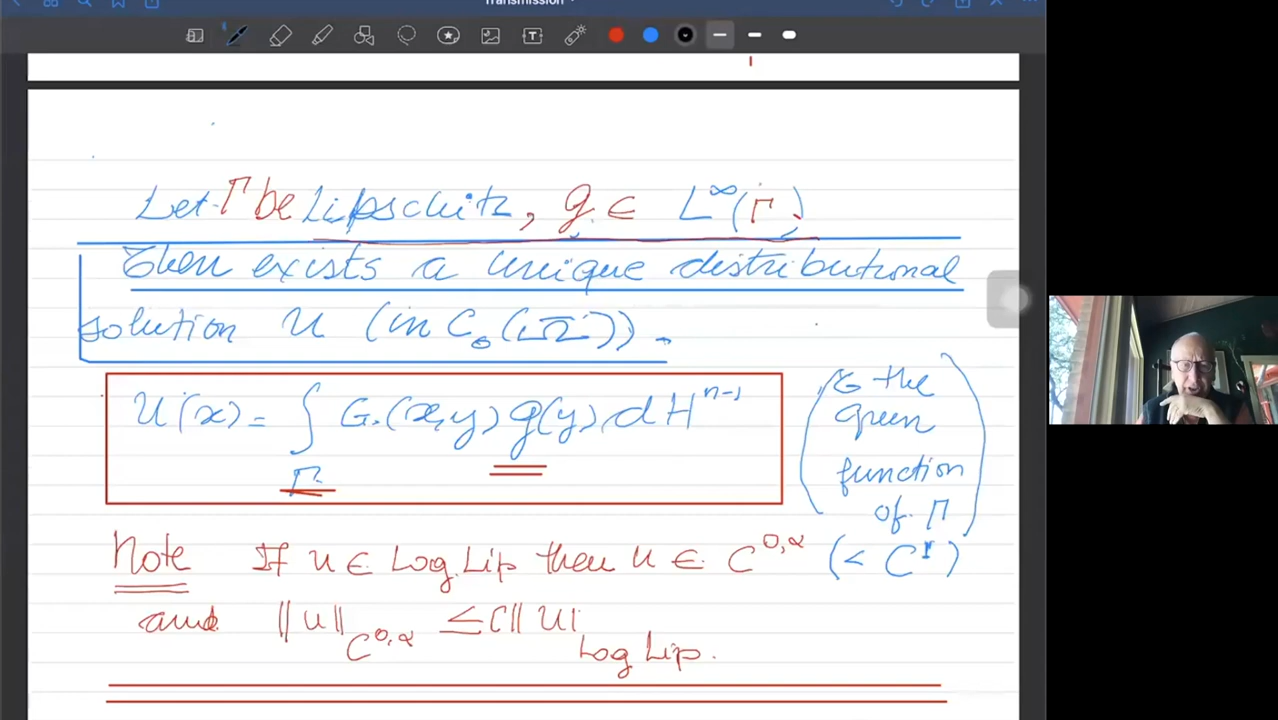 Transmission
Let Γ be Lipschitz, g ∈ L^∞(Γ)
Then exists a unique distributional
solution u (in C_0(Ω)).
u(x) = ∫_Γ G(x,y) g(y) dH^{n-1}
(G the
green
function
of Γ)
Note If u ∈ Log Lip then u ∈ C^{0,α} (< C^1)
and ||u||_{C^{0,α}} ≤ C||u||_{Log Lip}.